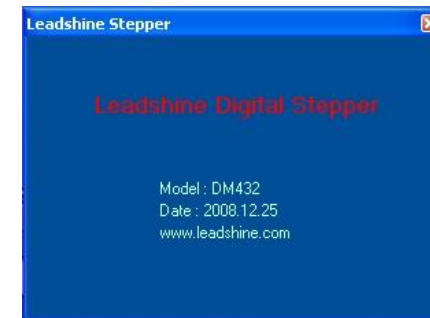 Leadshine Stepper
Leadshine Digital Stepper
Model : DM432
Date : 2008.12.25
www.leadshine.com